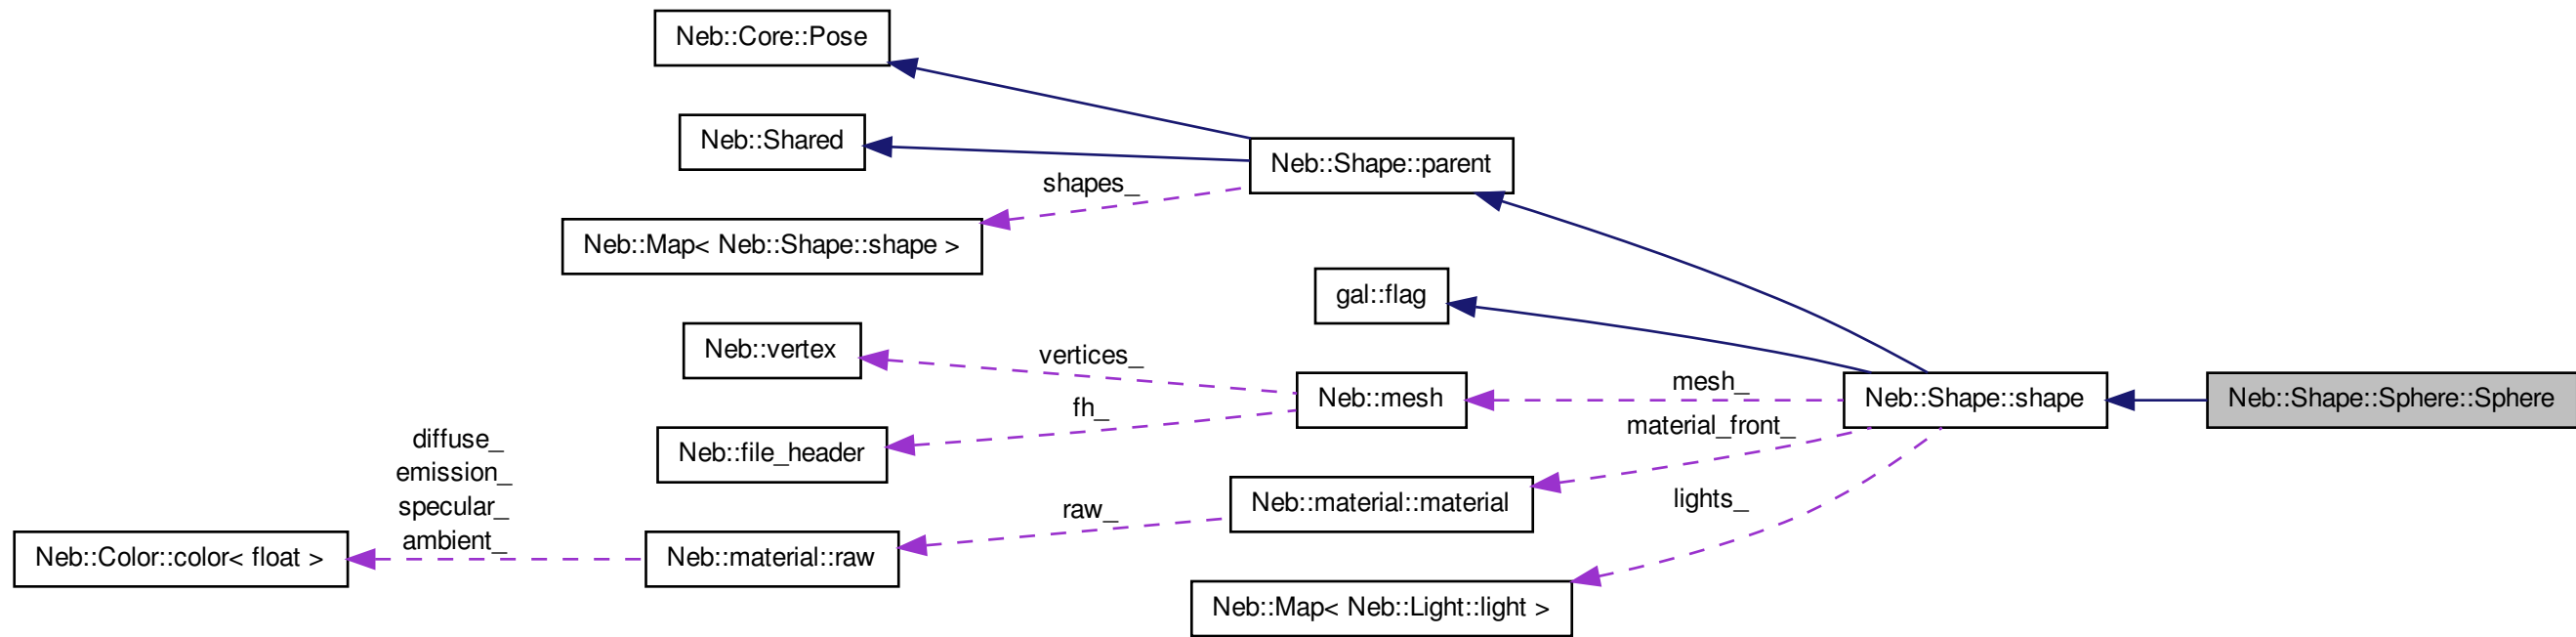 Neb::Core::Pose
Neb::Shared
Neb::Shape::parent
shapes_
Neb::Map< Neb::Shape::shape >
gal::flag
Neb::vertex
vertices_
mesh_
Neb::mesh
Neb::Shape::shape
Neb::Shape::Sphere::Sphere
fh_
material_front_
Neb::file_header
diffuse_
emission_
specular_
ambient_
raw_
Neb::material::material
lights_
Neb::Color::color< float >
Neb::material::raw
Neb::Map< Neb::Light::light >